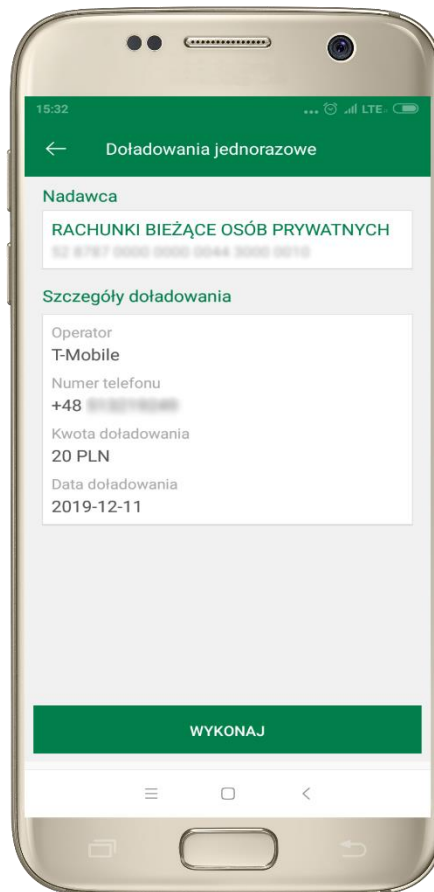 15:32
... LTE
Doładowania jednorazowe
Nadawca
RACHUNKI BIEŻĄCE OSÓB PRYWATNYCH
Szczegóły doładowania
Operator
T-Mobile
Numer telefonu
+48
Kwota doładowania
20 PLN
Data doładowania
2019-12-11
WYKONAJ